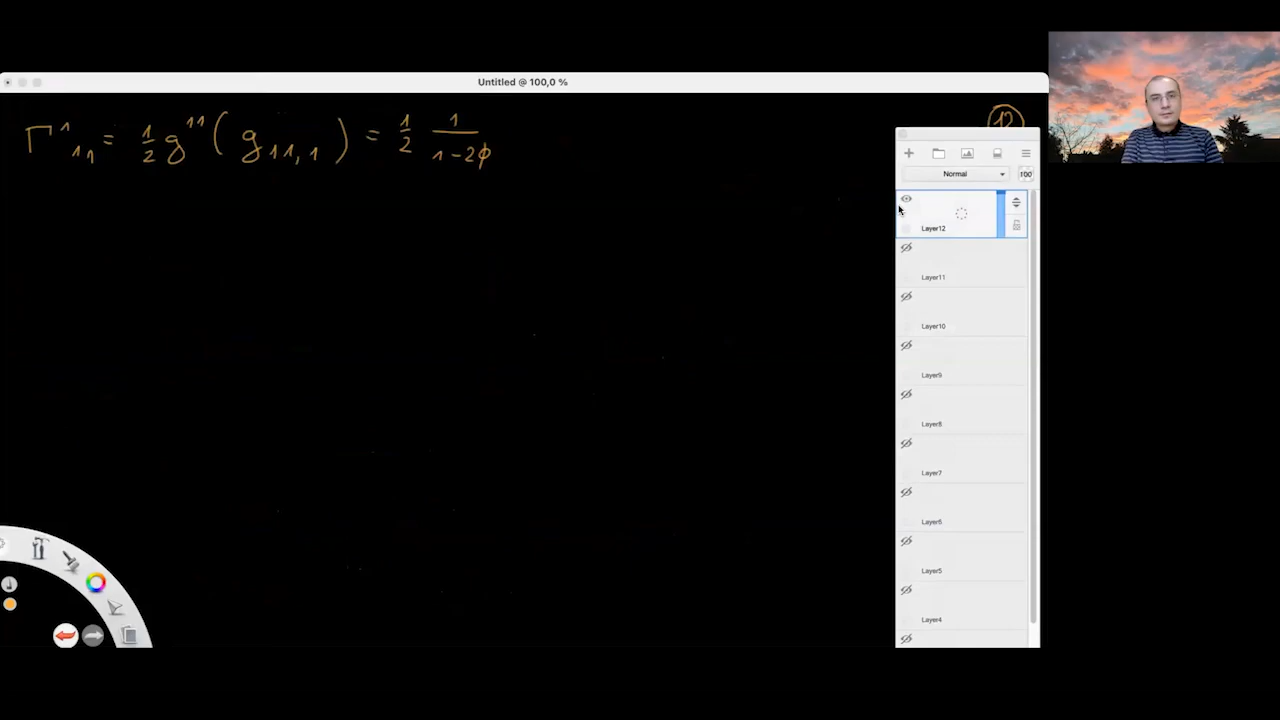 Untitled @ 100,0 %
Γ¹₁₁ = 1/2 g¹¹ ( g₁₁,₁ ) = 1/2 1/(1-2ϕ)
12
Normal
100
Layer12
Layer11
Layer10
Layer9
Layer8
Layer7
Layer6
Layer5
Layer4